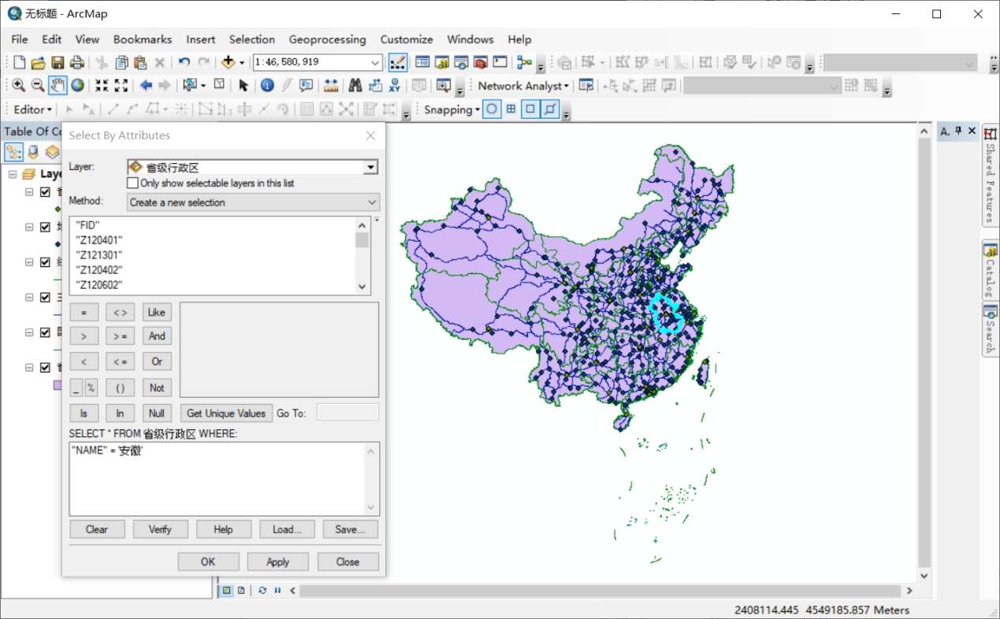 无标题 - ArcMap
File Edit View Bookmarks Insert Selection Geoprocessing Customize Windows Help
1:46,580,919
Network Analyst
Editor Snapping
Table Of Co
A.
Laye
Select By Attributes
Layer: 省级行政区
Only show selectable layers in this list
Method: Create a new selection
"FID"
"Z120401"
"Z121301"
"Z120402"
"Z120602"
= < > Like
> > = And
< < = Or
_ % ( ) Not
Is In Null Get Unique Values Go To:
SELECT * FROM 省级行政区 WHERE:
"NAME" = '安徽'
Clear Verify Help Load... Save...
OK Apply Close
Shared Features
Catalog
Search
2408114.445 4549185.857 Meters